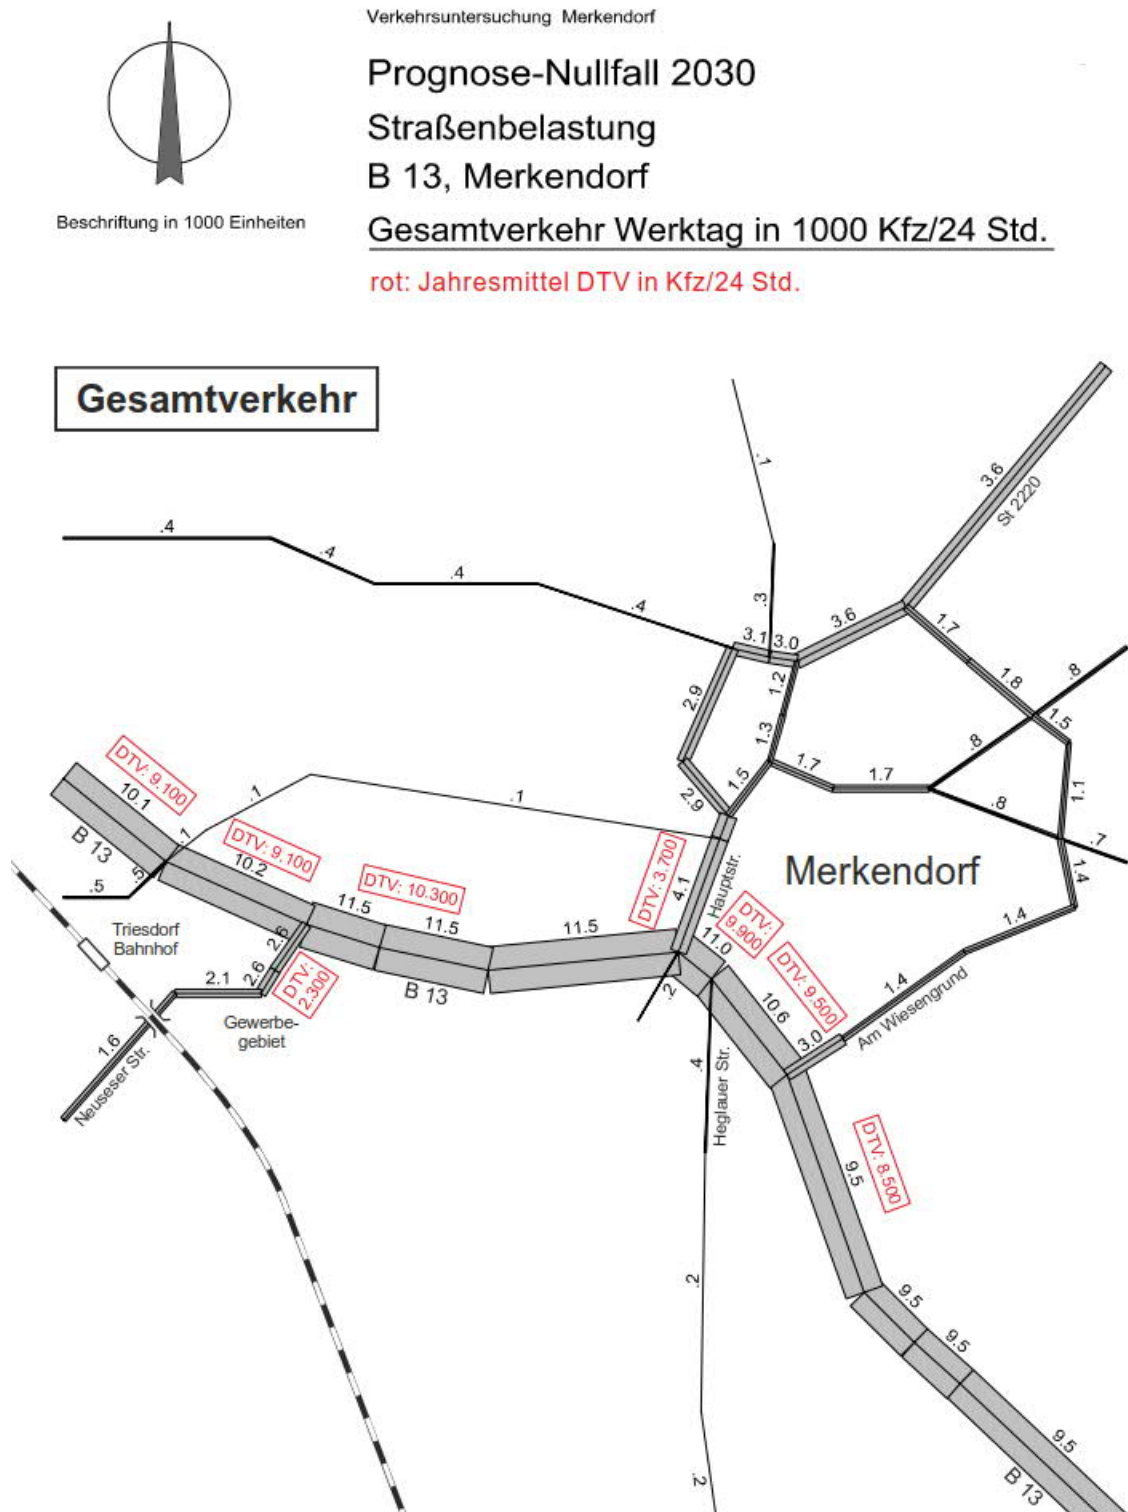 Verkehrsuntersuchung Merkendorf
Prognose-Nullfall 2030
Straßenbelastung
B 13, Merkendorf
Beschriftung in 1000 Einheiten
Gesamtverkehr Werktag in 1000 Kfz/24 Std.
rot: Jahresmittel DTV in Kfz/24 Std.
Gesamtverkehr
.1
3.6
St 2220
.4
.4
.4
.4
.3
3.1
3.0
3.6
1.7
1.8
.8
1.5
1.2
2.9
1.3
1.7
1.7
.8
1.5
2.9
.8
1.1
.7
1.4
DTV: 9.100
10.1
B 13
.1
.1
.1
.5
.5
DTV: 9.100
10.2
DTV: 10.300
11.5
11.5
11.5
DTV: 3.700
4.1
Hauptstr.
Merkendorf
DTV:
9.900
11.0
DTV: 9.500
10.6
1.4
1.4
Am Wiesengrund
3.0
Triesdorf
Bahnhof
2.6
2.6
2.1
DTV:
2.300
B 13
Gewerbe-
gebiet
1.6
Neuseser Str.
.2
.4
Heglauer Str.
DTV: 8.500
9.5
.2
9.5
9.5
9.5
B 13
.2